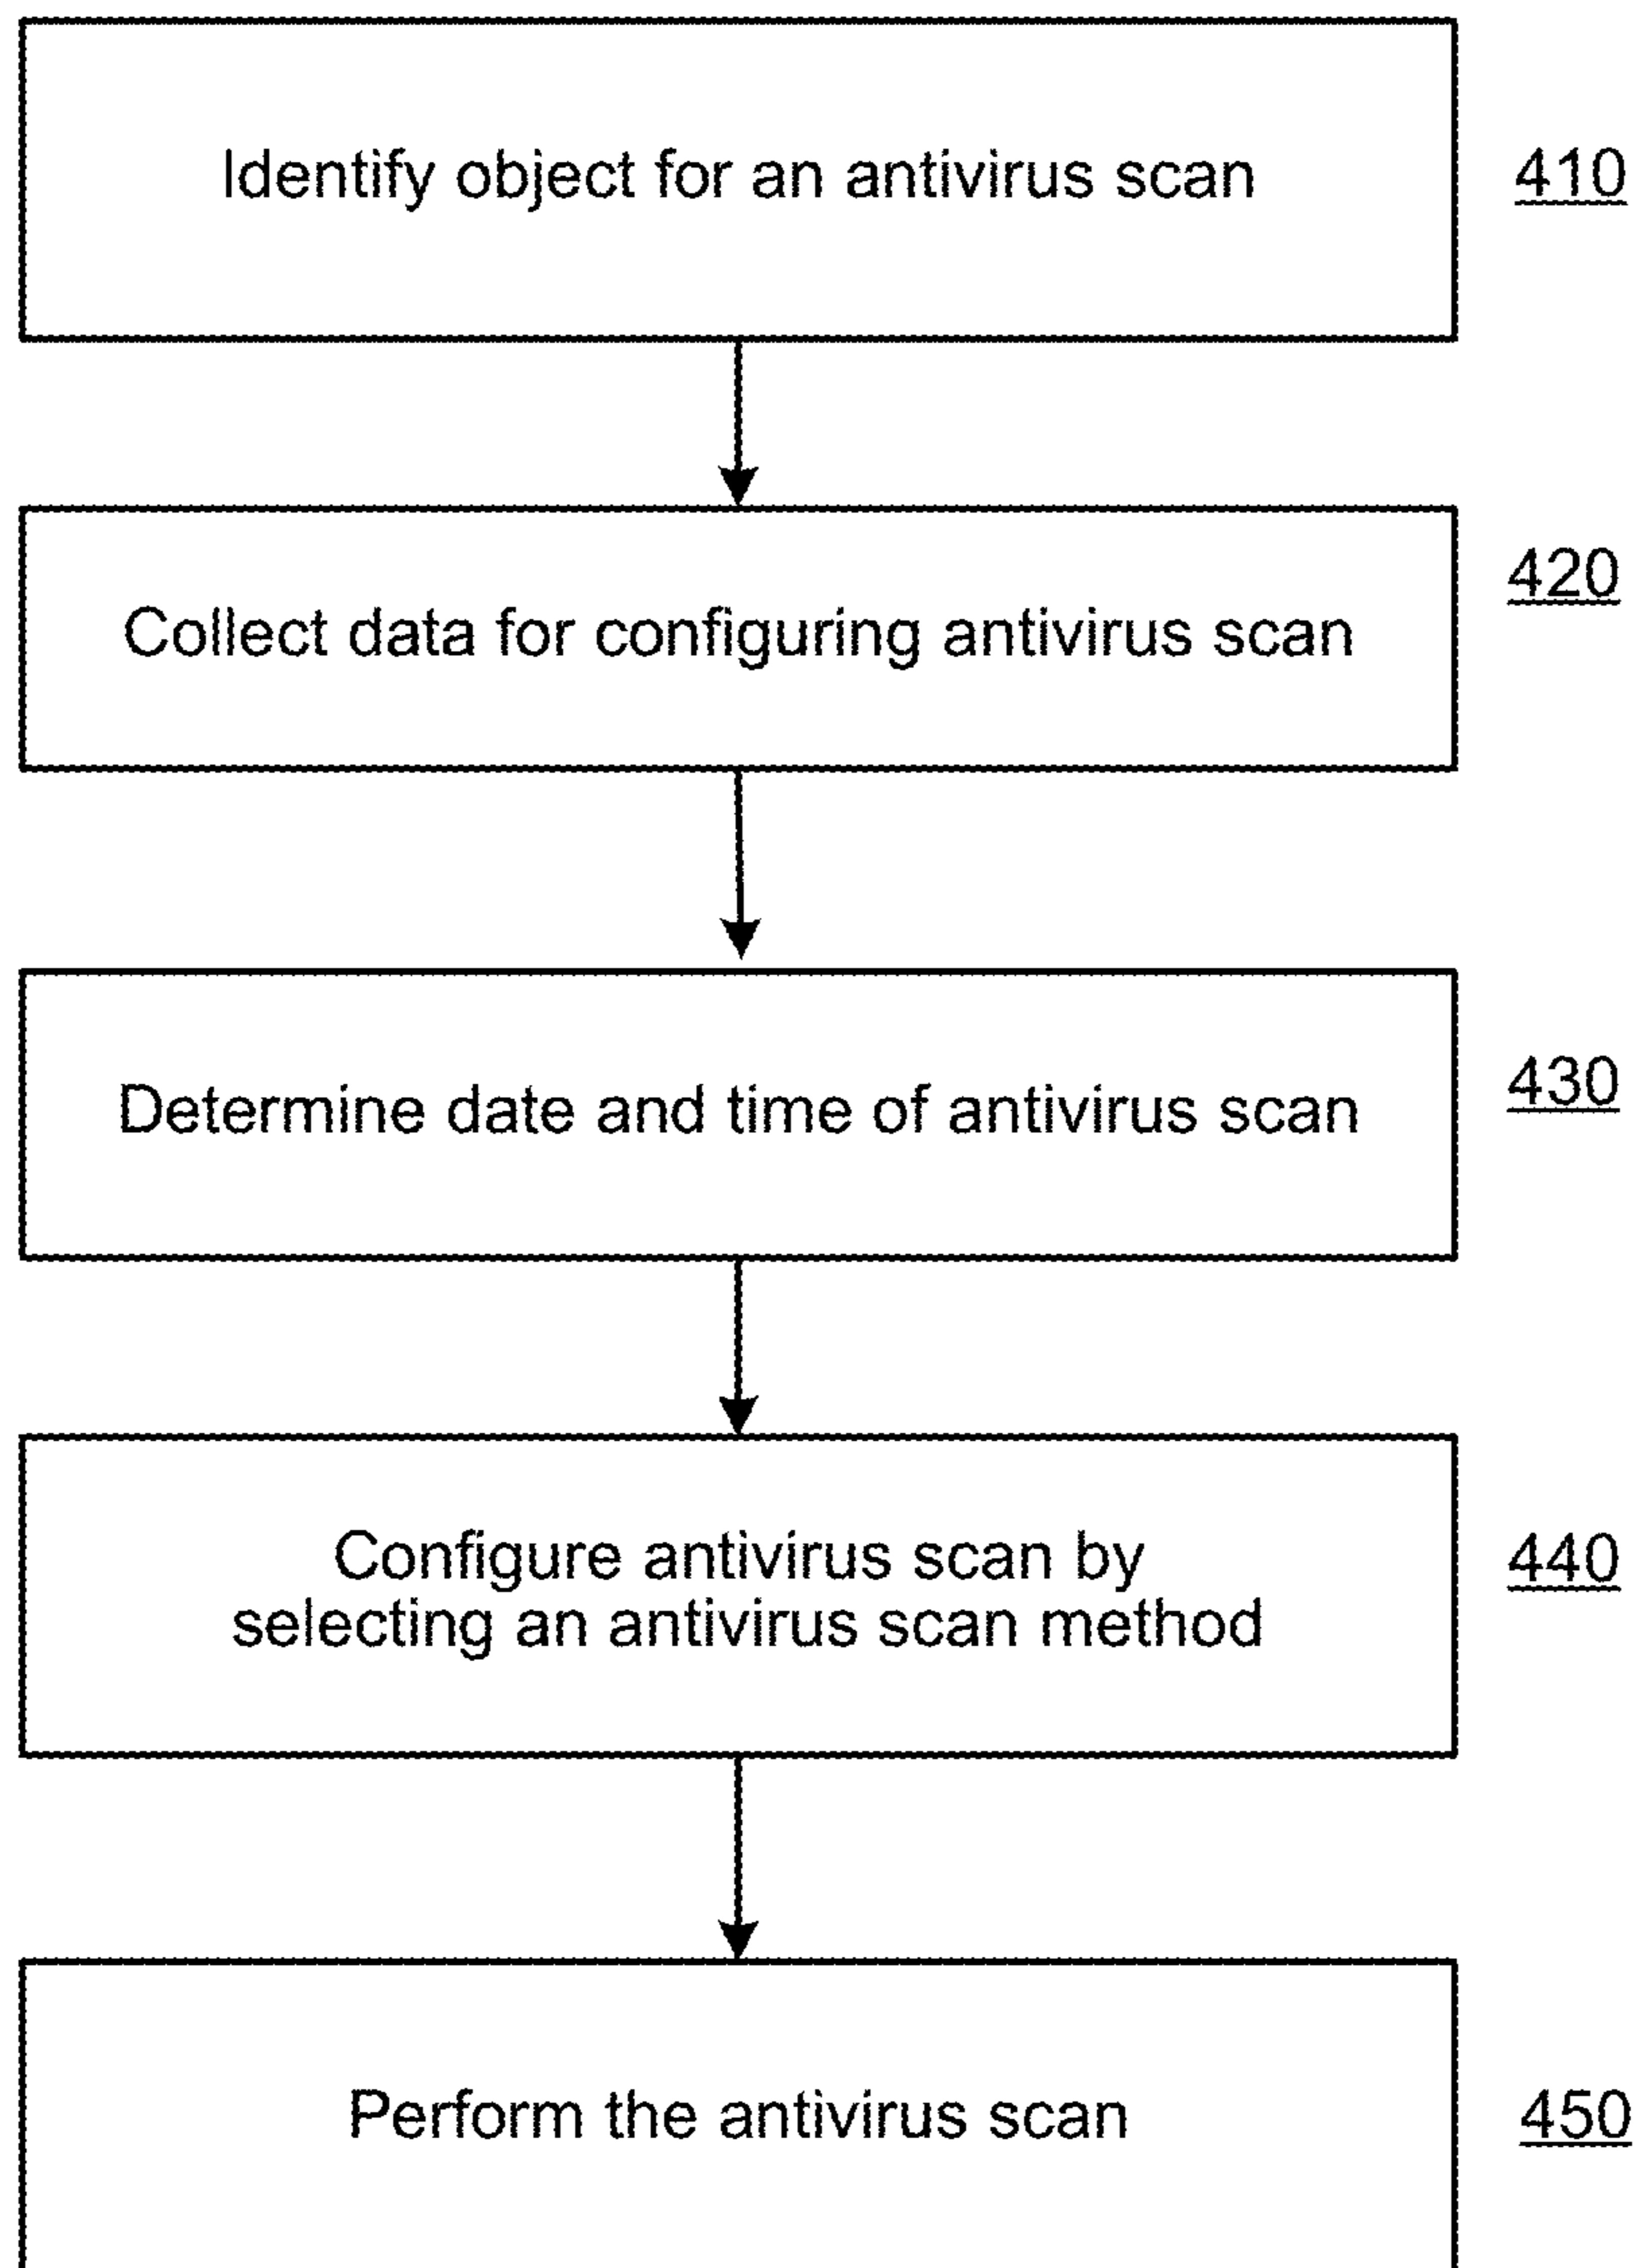 Identify object for an antivirus scan
410
Collect data for configuring antivirus scan
420
Determine date and time of antivirus scan
430
Configure antivirus scan by
selecting an antivirus scan method
440
Perform the antivirus scan
450